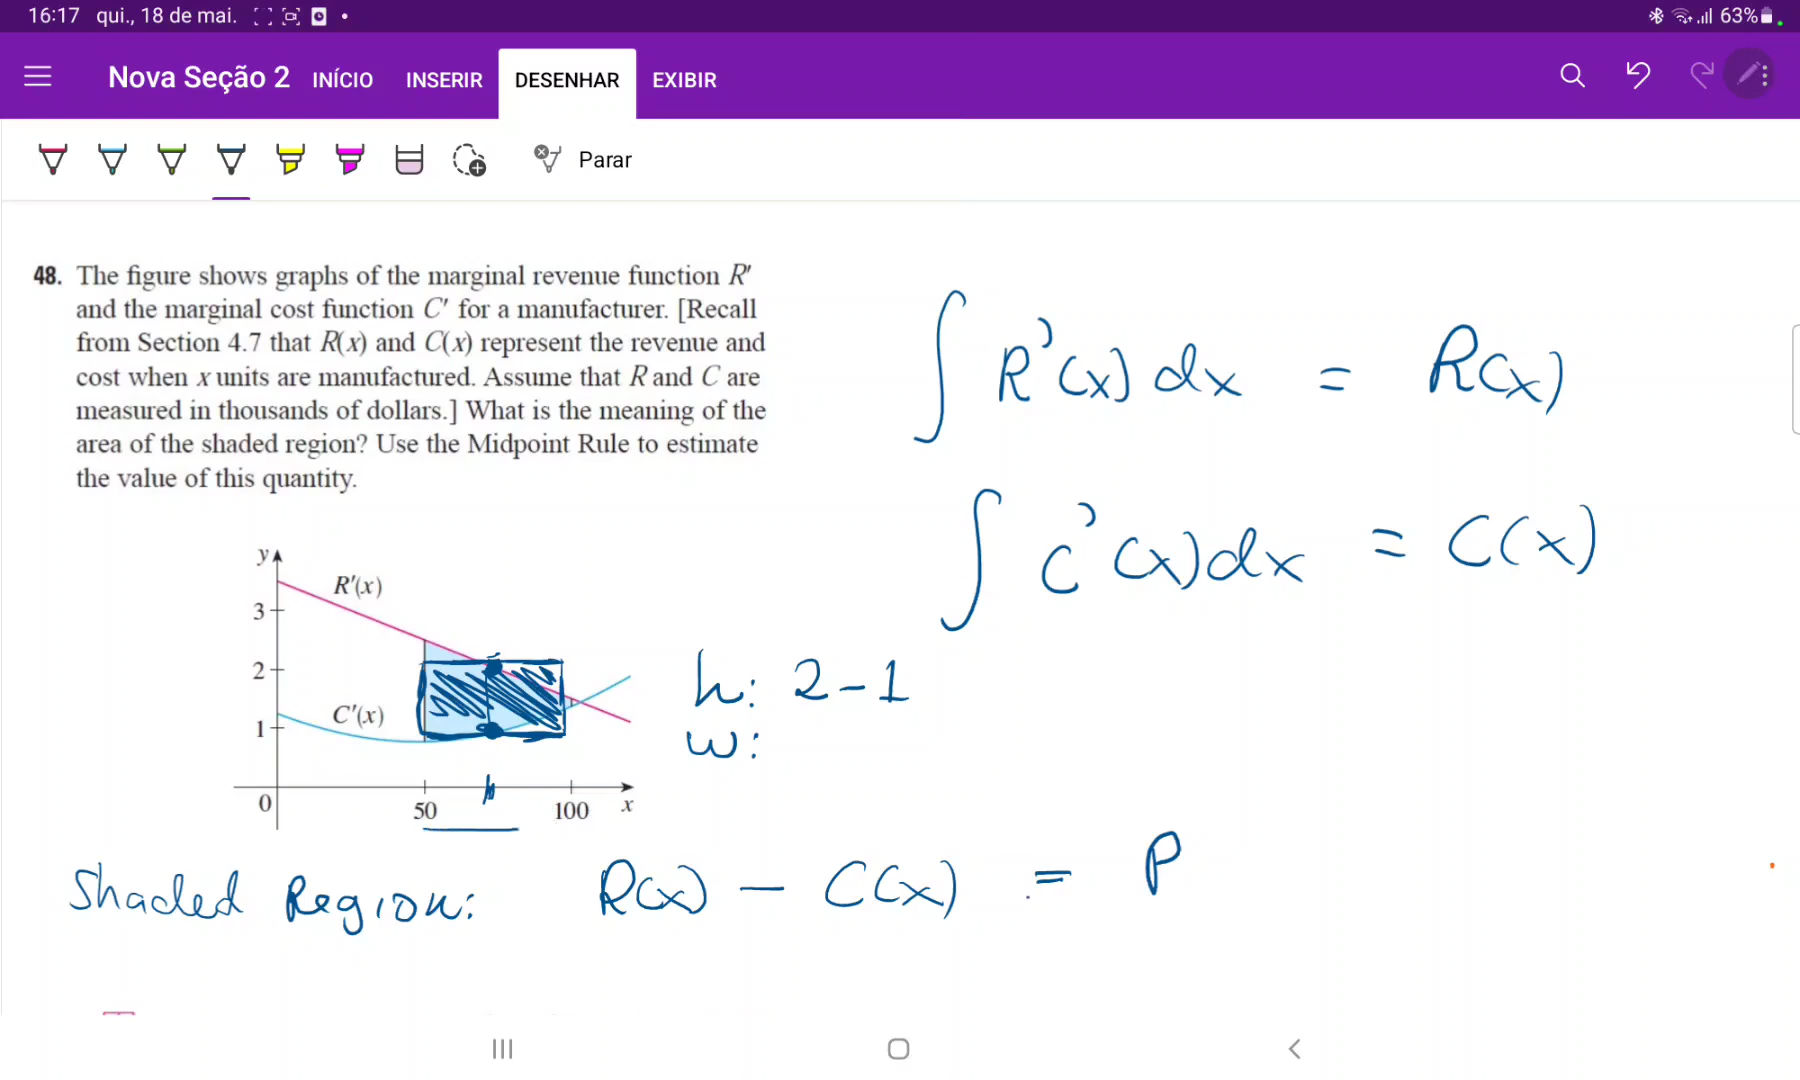 16:17 qui., 18 de mai. 63%
Nova Seção 2 INÍCIO INSERIR DESENHAR EXIBIR
Parar
48. The figure shows graphs of the marginal revenue function R′
and the marginal cost function C′ for a manufacturer. [Recall
from Section 4.7 that R(x) and C(x) represent the revenue and
cost when x units are manufactured. Assume that R and C are
measured in thousands of dollars.] What is the meaning of the
area of the shaded region? Use the Midpoint Rule to estimate
the value of this quantity.
∫ R'(x) dx = R(x)
∫ C'(x) dx = C(x)
y
R′(x)
3
2
C′(x)
1
0 50 100 x
h: 2-1
w:
Shaded Region: R(x) - C(x) = P